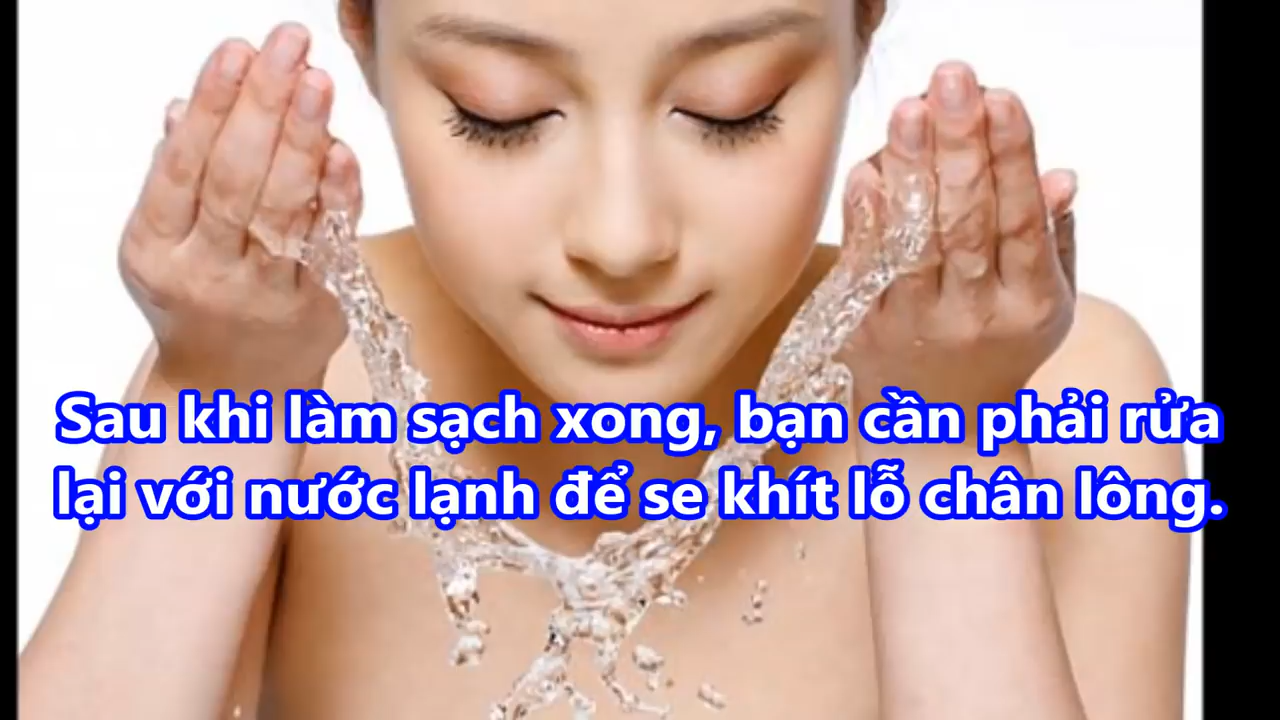 Sau khi làm sạch xong, bạn cần phải rửa
lại với nước lạnh để se khít lỗ chân lông.